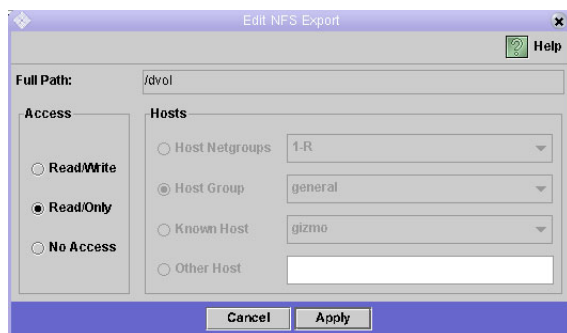 Edit NFS Export
Help
Full Path: /dvol
Access
Read/Write
Read/Only
No Access
Hosts
Host Netgroups 1-R
Host Group general
Known Host gizmo
Other Host
Cancel Apply